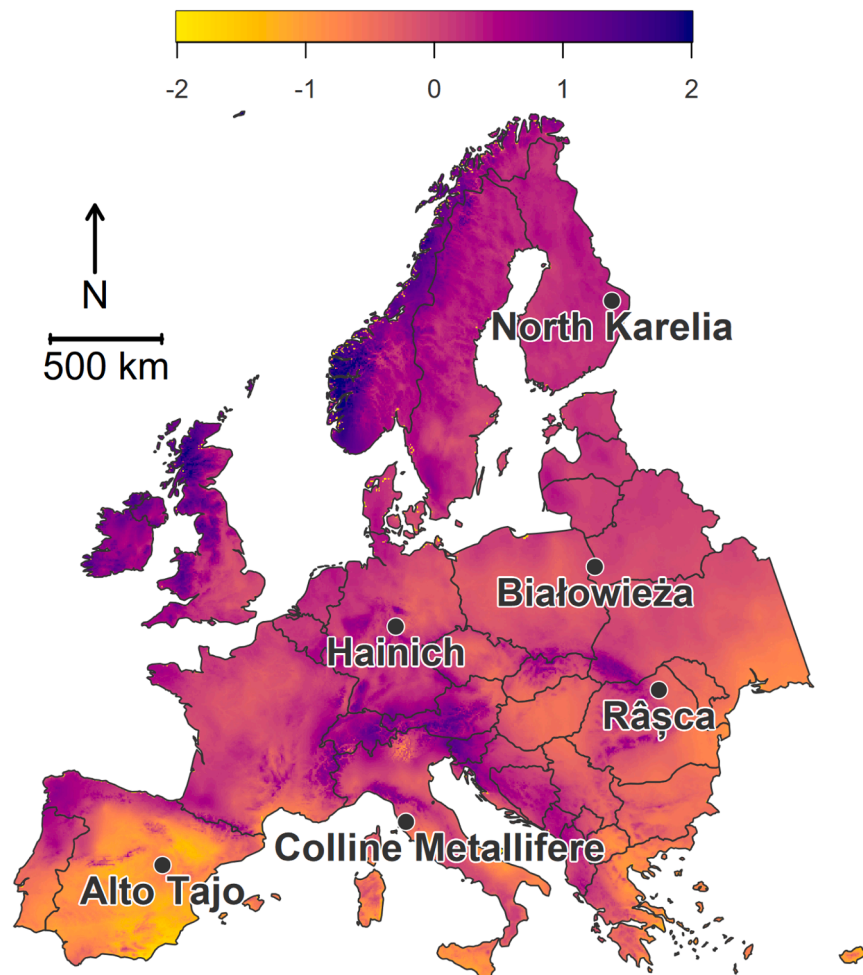 -2 -1 0 1 2
N
500 km
North Karelia
Białowieża
Hainich
Râșca
Colline Metallifere
Alto Tajo